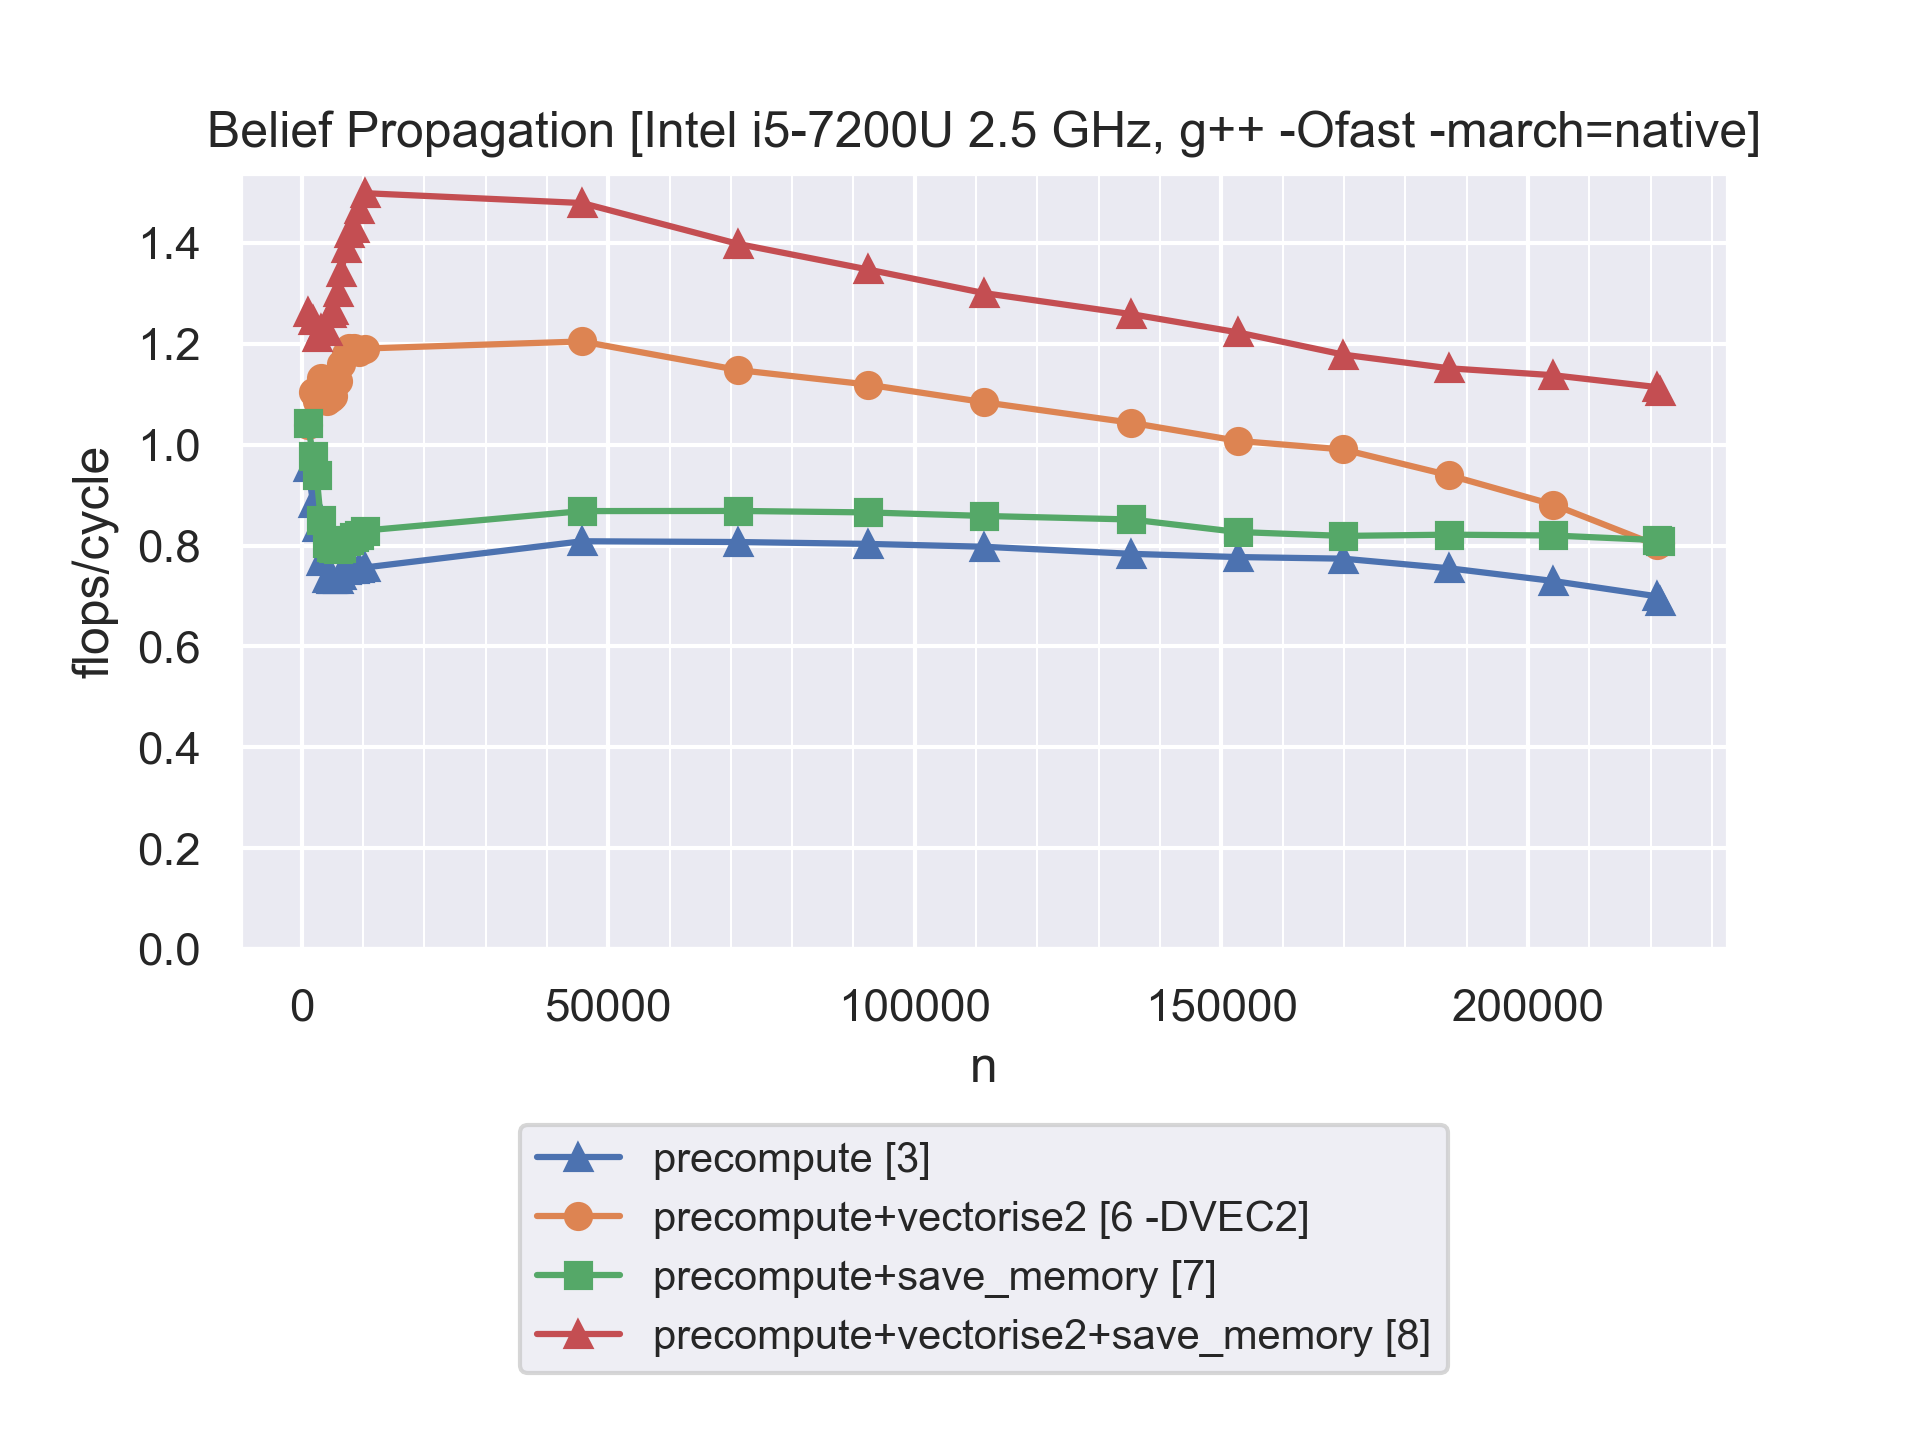 Belief Propagation [Intel i5-7200U 2.5 GHz, g++ -Ofast -march=native]
1.4
1.2
1.0
0.8
0.6
0.4
0.2
0.0
flops/cycle
0 50000 100000 150000 200000
n
precompute [3]
precompute+vectorise2 [6 -DVEC2]
precompute+save_memory [7]
precompute+vectorise2+save_memory [8]